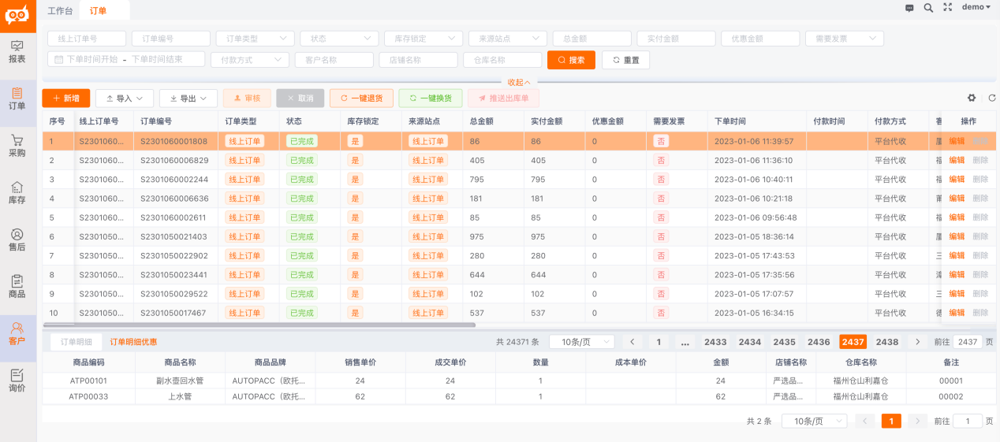 工作台 订单 demo
报表
订单
采购
库存
售后
商品
客户
询价
线上订单号 订单编号 订单类型 状态 库存锁定 来源站点 总金额 实付金额 优惠金额 需要发票
下单时间开始 - 下单时间结束 付款方式 客户名称 店铺名称 仓库名称 搜索 重置
收起
新增 导入 导出 审核 取消 一键退货 一键换货 推送出库单
序号 线上订单号 订单编号 订单类型 状态 库存锁定 来源站点 总金额 实付金额 优惠金额 需要发票 下单时间 付款时间 付款方式 操作
1 S2301060... S2301060001808 线上订单 已完成 是 线上订单 86 86 0 否 2023-01-06 11:39:57 平台代收 编辑 删除
2 S2301060... S2301060006829 线上订单 已完成 是 线上订单 405 405 0 否 2023-01-06 11:36:10 平台代收 编辑 删除
3 S2301060... S2301060002244 线上订单 已完成 是 线上订单 795 795 0 否 2023-01-06 10:40:11 平台代收 编辑 删除
4 S2301060... S2301060006636 线上订单 已完成 是 线上订单 181 181 0 否 2023-01-06 10:21:18 平台代收 编辑 删除
5 S2301060... S2301060002611 线上订单 已完成 是 线上订单 85 85 0 否 2023-01-06 09:56:48 平台代收 编辑 删除
6 S2301050... S2301050021403 线上订单 已完成 是 线上订单 975 975 0 否 2023-01-05 18:36:14 平台代收 编辑 删除
7 S2301050... S2301050022902 线上订单 已完成 是 线上订单 280 280 0 否 2023-01-05 17:43:53 平台代收 三 编辑 删除
8 S2301050... S2301050023441 线上订单 已完成 是 线上订单 644 644 0 否 2023-01-05 17:35:56 平台代收 编辑 删除
9 S2301050... S2301050029522 线上订单 已完成 是 线上订单 102 102 0 否 2023-01-05 17:07:57 平台代收 三 编辑 删除
10 S2301050... S2301050017467 线上订单 已完成 是 线上订单 537 537 0 否 2023-01-05 16:34:15 平台代收 编辑 删除
订单明细 订单明细优惠 共 24371 条 10条/页 1 ... 2433 2434 2435 2436 2437 2438 前往 2437 页
商品编码 商品名称 商品品牌 销售单价 成交单价 数量 成本单价 金额 店铺名称 仓库名称 备注
ATP00101 副水壶回水管 AUTOPACC（欧托... 24 24 1 24 严选品... 福州仓山利嘉仓 00001
ATP00033 上水管 AUTOPACC（欧托... 62 62 1 62 严选品... 福州仓山利嘉仓 00002
共 2 条 10条/页 1 前往 1 页